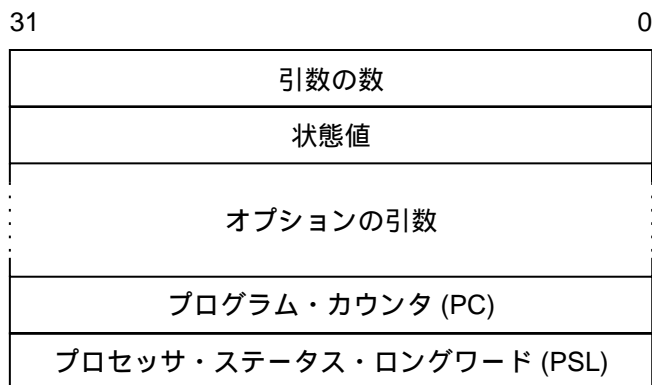 31 0
引数の数
状態値
オプションの引数
プログラム・カウンタ (PC)
プロセッサ・ステータス・ロングワード (PSL)